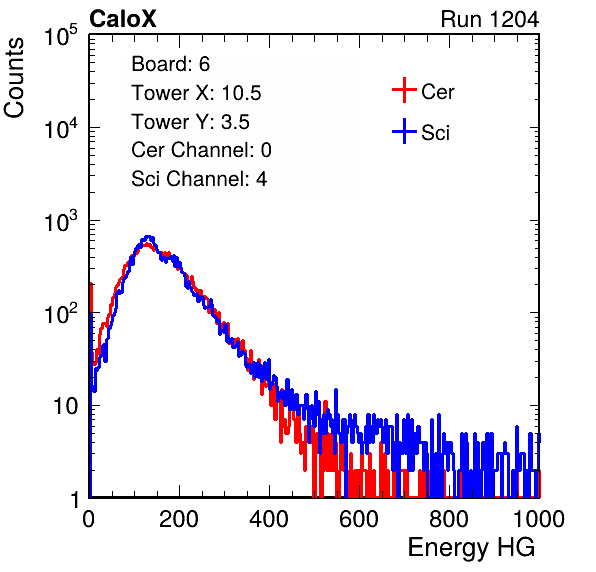 CaloX Run 1204
Counts
10^5
10^4
10^3
10^2
10
1
Board: 6
Tower X: 10.5
Tower Y: 3.5
Cer Channel: 0
Sci Channel: 4
Cer
Sci
0 200 400 600 800 1000
Energy HG